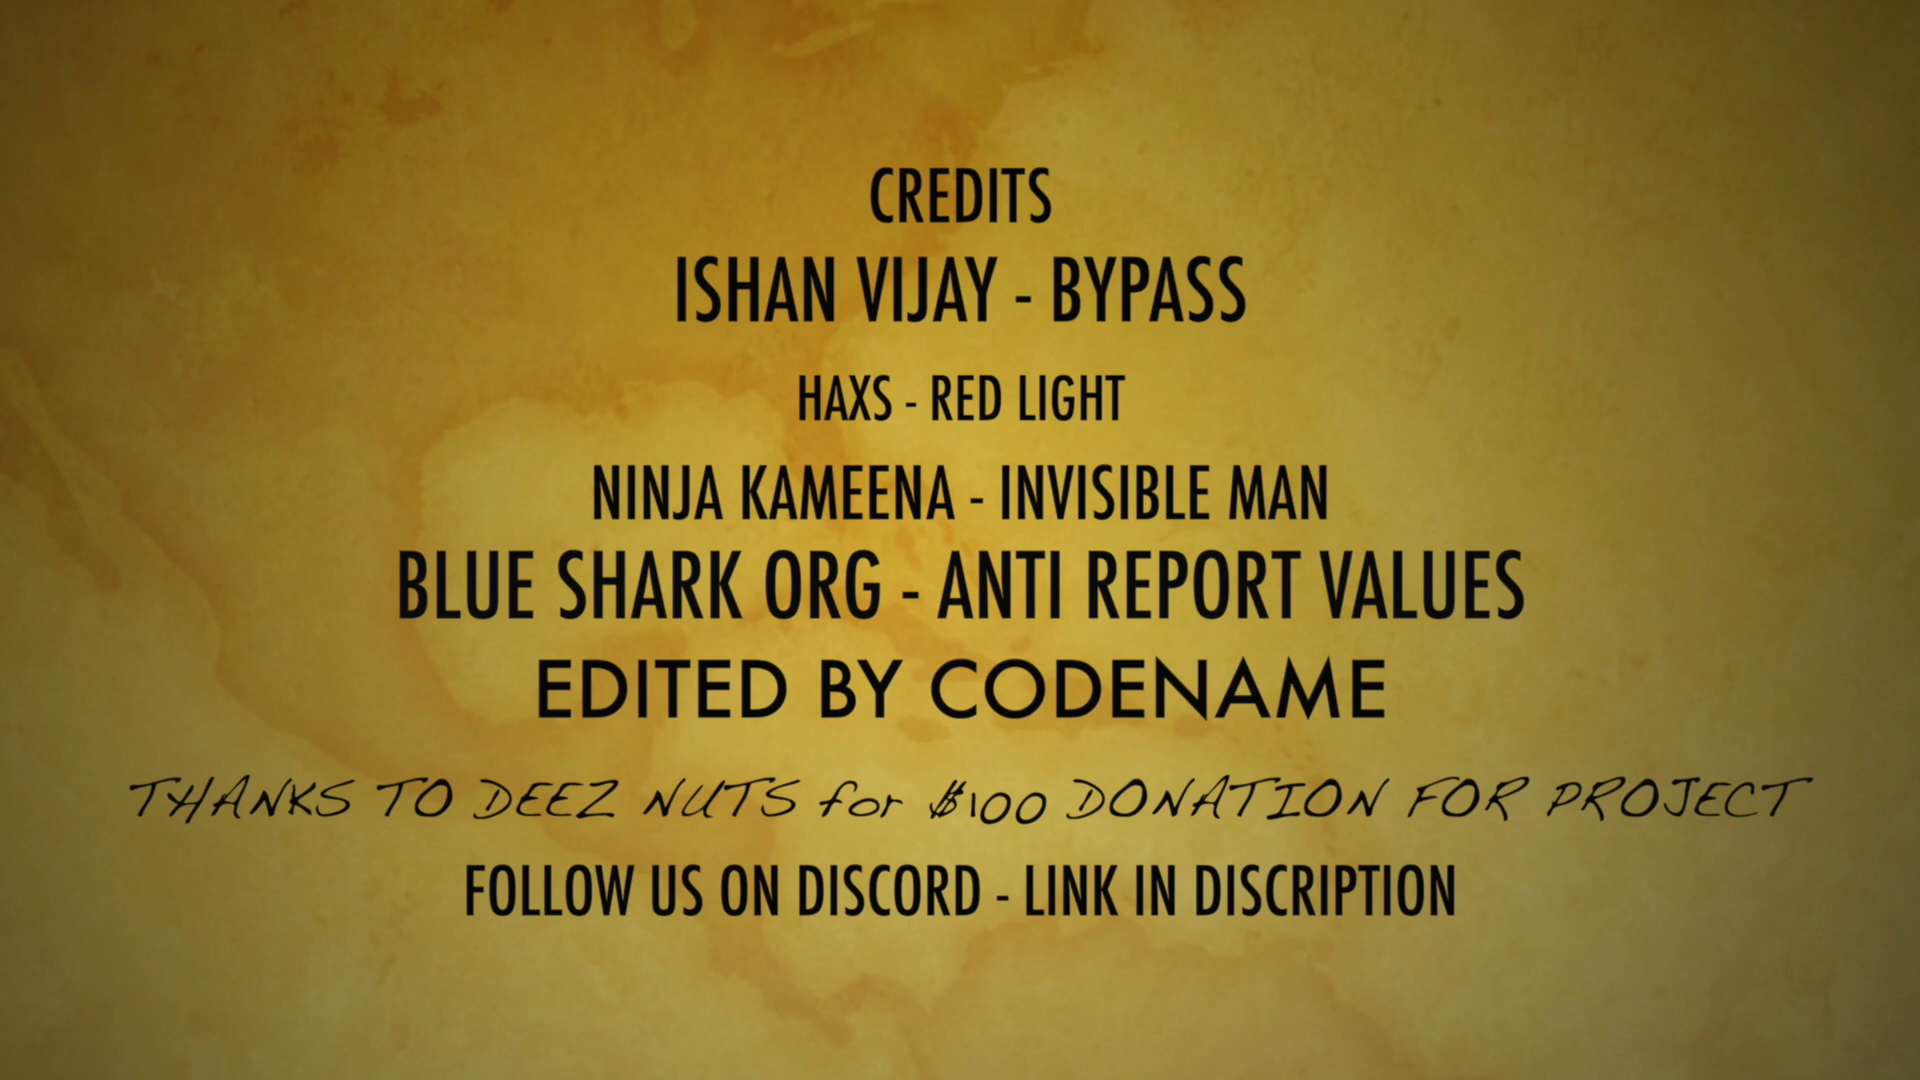 CREDITS
ISHAN VIJAY - BYPASS
HAXS - RED LIGHT
NINJA KAMEENA - INVISIBLE MAN
BLUE SHARK ORG - ANTI REPORT VALUES
EDITED BY CODENAME
THANKS TO DEEZ NUTS for $100 DONATION FOR PROJECT
FOLLOW US ON DISCORD - LINK IN DISCRIPTION